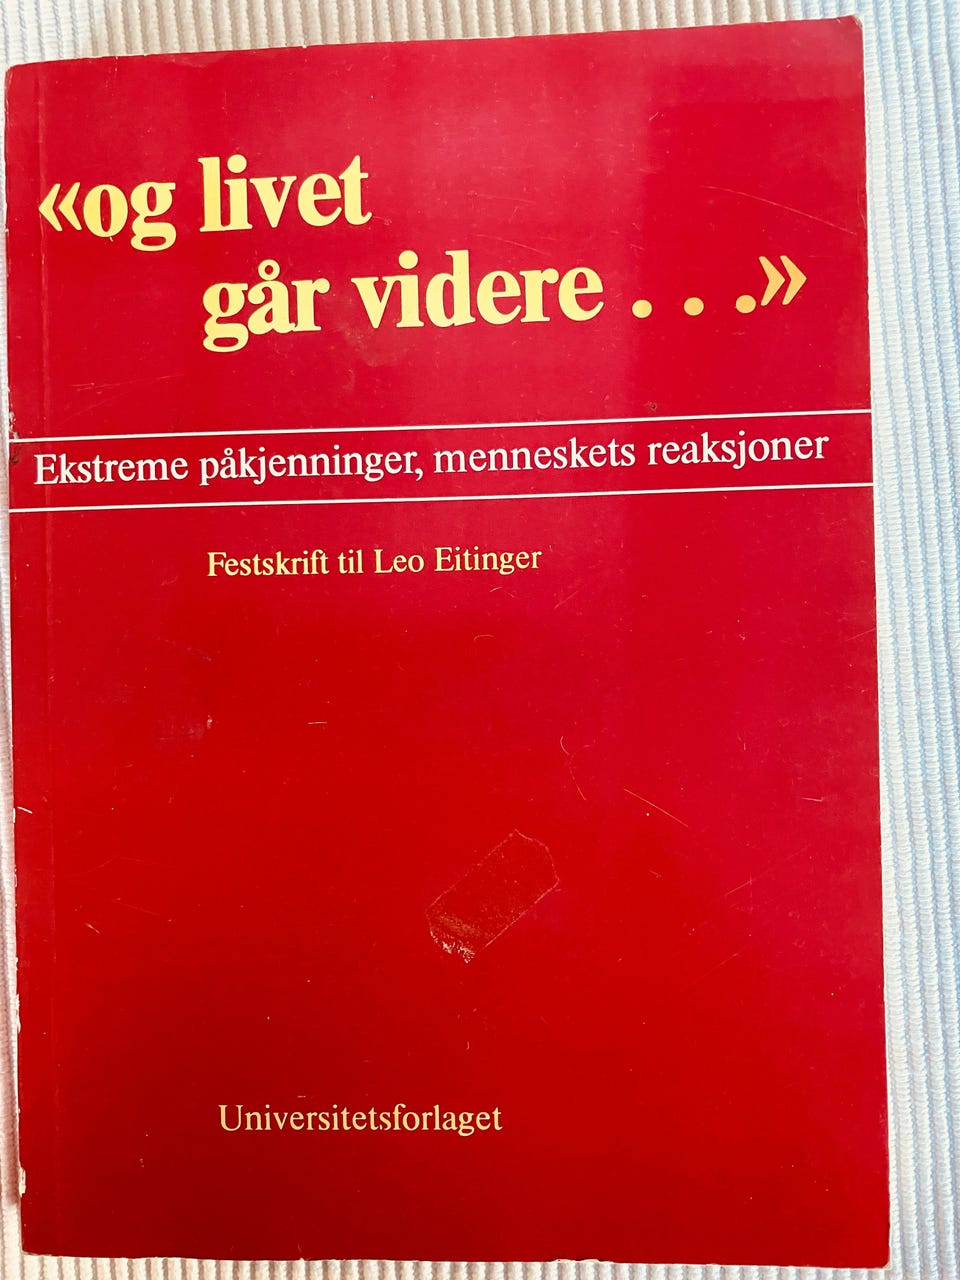 «og livet
går videre . . .»
Ekstreme påkjenninger, menneskets reaksjoner
Festskrift til Leo Eitinger
Universitetsforlaget